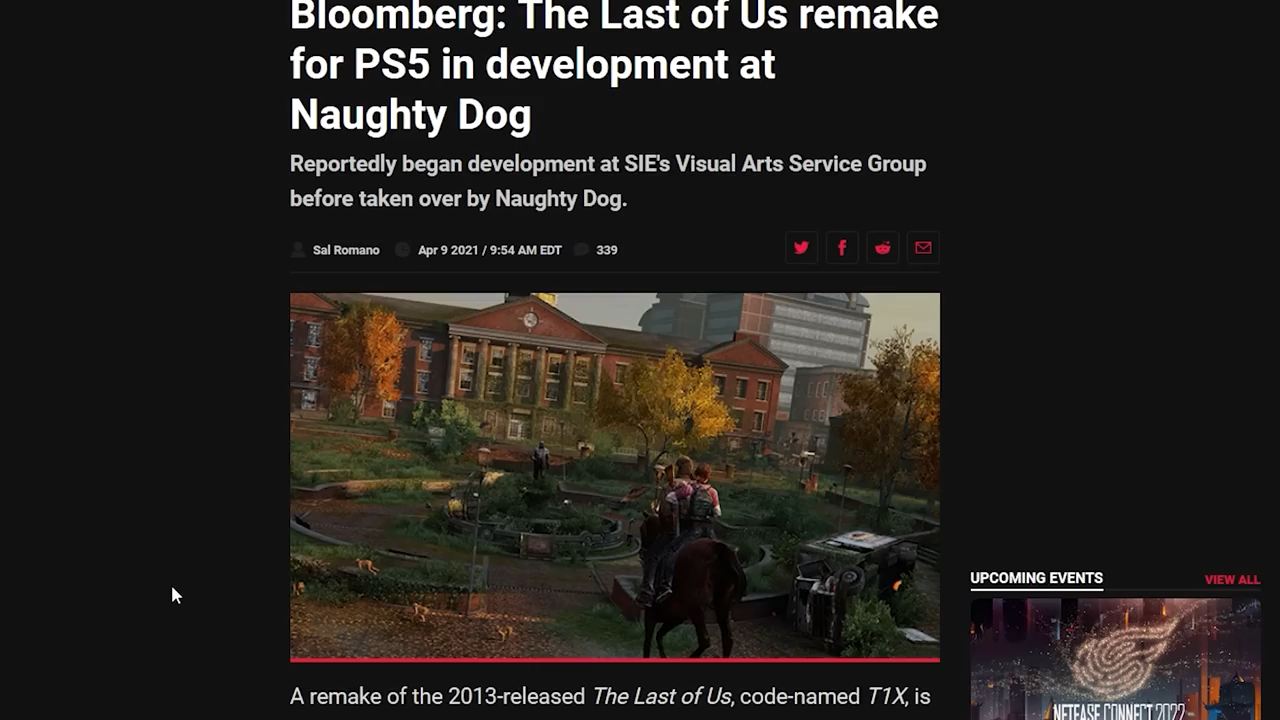 Bloomberg: The Last of Us remake
for PS5 in development at
Naughty Dog
Reportedly began development at SIE's Visual Arts Service Group
before taken over by Naughty Dog.
Sal Romano Apr 9 2021 / 9:54 AM EDT 339
UPCOMING EVENTS VIEW ALL
A remake of the 2013-released The Last of Us, code-named T1X, is
NETEASE CONNECT 2022